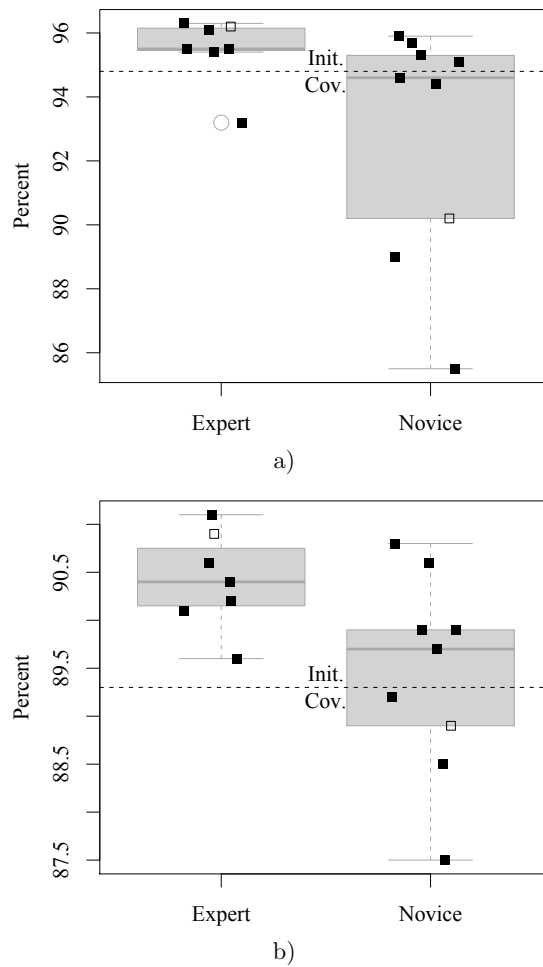 96
94
92
90
88
86
Percent
Init.
Cov.
Expert Novice
a)
90.5
89.5
88.5
87.5
Percent
Init.
Cov.
Expert Novice
b)